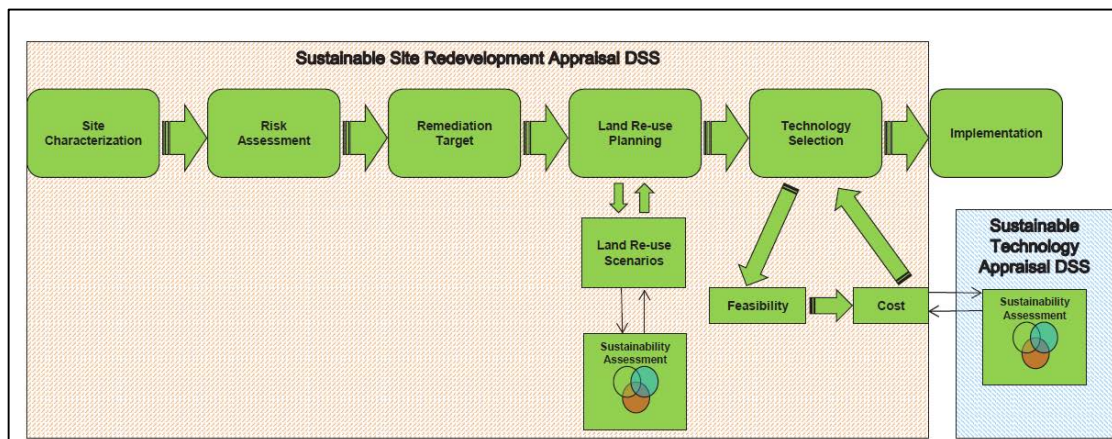 Sustainable Site Redevelopment Appraisal DSS
Site
Characterization
Risk
Assessment
Remediation
Target
Land Re-use
Planning
Technology
Selection
Implementation
Land Re-use
Scenarios
Feasibility
Cost
Sustainability
Assessment
Sustainable
Technology
Appraisal DSS
Sustainability
Assessment